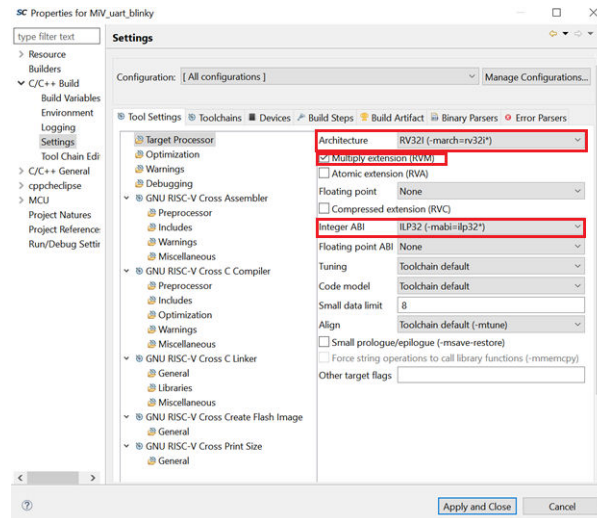 SC Properties for MiV_uart_blinky
type filter text
Settings
Resource
Builders
C/C++ Build
Build Variables
Environment
Logging
Settings
Tool Chain Edi
C/C++ General
cppcheclipse
MCU
Project Natures
Project Reference
Run/Debug Settir
Configuration: [ All configurations ]
Manage Configurations...
Tool Settings Toolchains Devices Build Steps Build Artifact Binary Parsers Error Parsers
Target Processor
Optimization
Warnings
Debugging
GNU RISC-V Cross Assembler
Preprocessor
Includes
Warnings
Miscellaneous
GNU RISC-V Cross C Compiler
Preprocessor
Includes
Optimization
Warnings
Miscellaneous
GNU RISC-V Cross C Linker
General
Libraries
Miscellaneous
GNU RISC-V Cross Create Flash Image
General
GNU RISC-V Cross Print Size
General
Architecture RV32I (-march=rv32i*)
Multiply extension (RVM)
Atomic extension (RVA)
Floating point None
Compressed extension (RVC)
Integer ABI ILP32 (-mabi=ilp32*)
Floating point ABI None
Tuning Toolchain default
Code model Toolchain default
Small data limit 8
Align Toolchain default (-mtune)
Small prologue/epilogue (-msave-restore)
Force string operations to call library functions (-mmemcpy)
Other target flags
Apply and Close Cancel